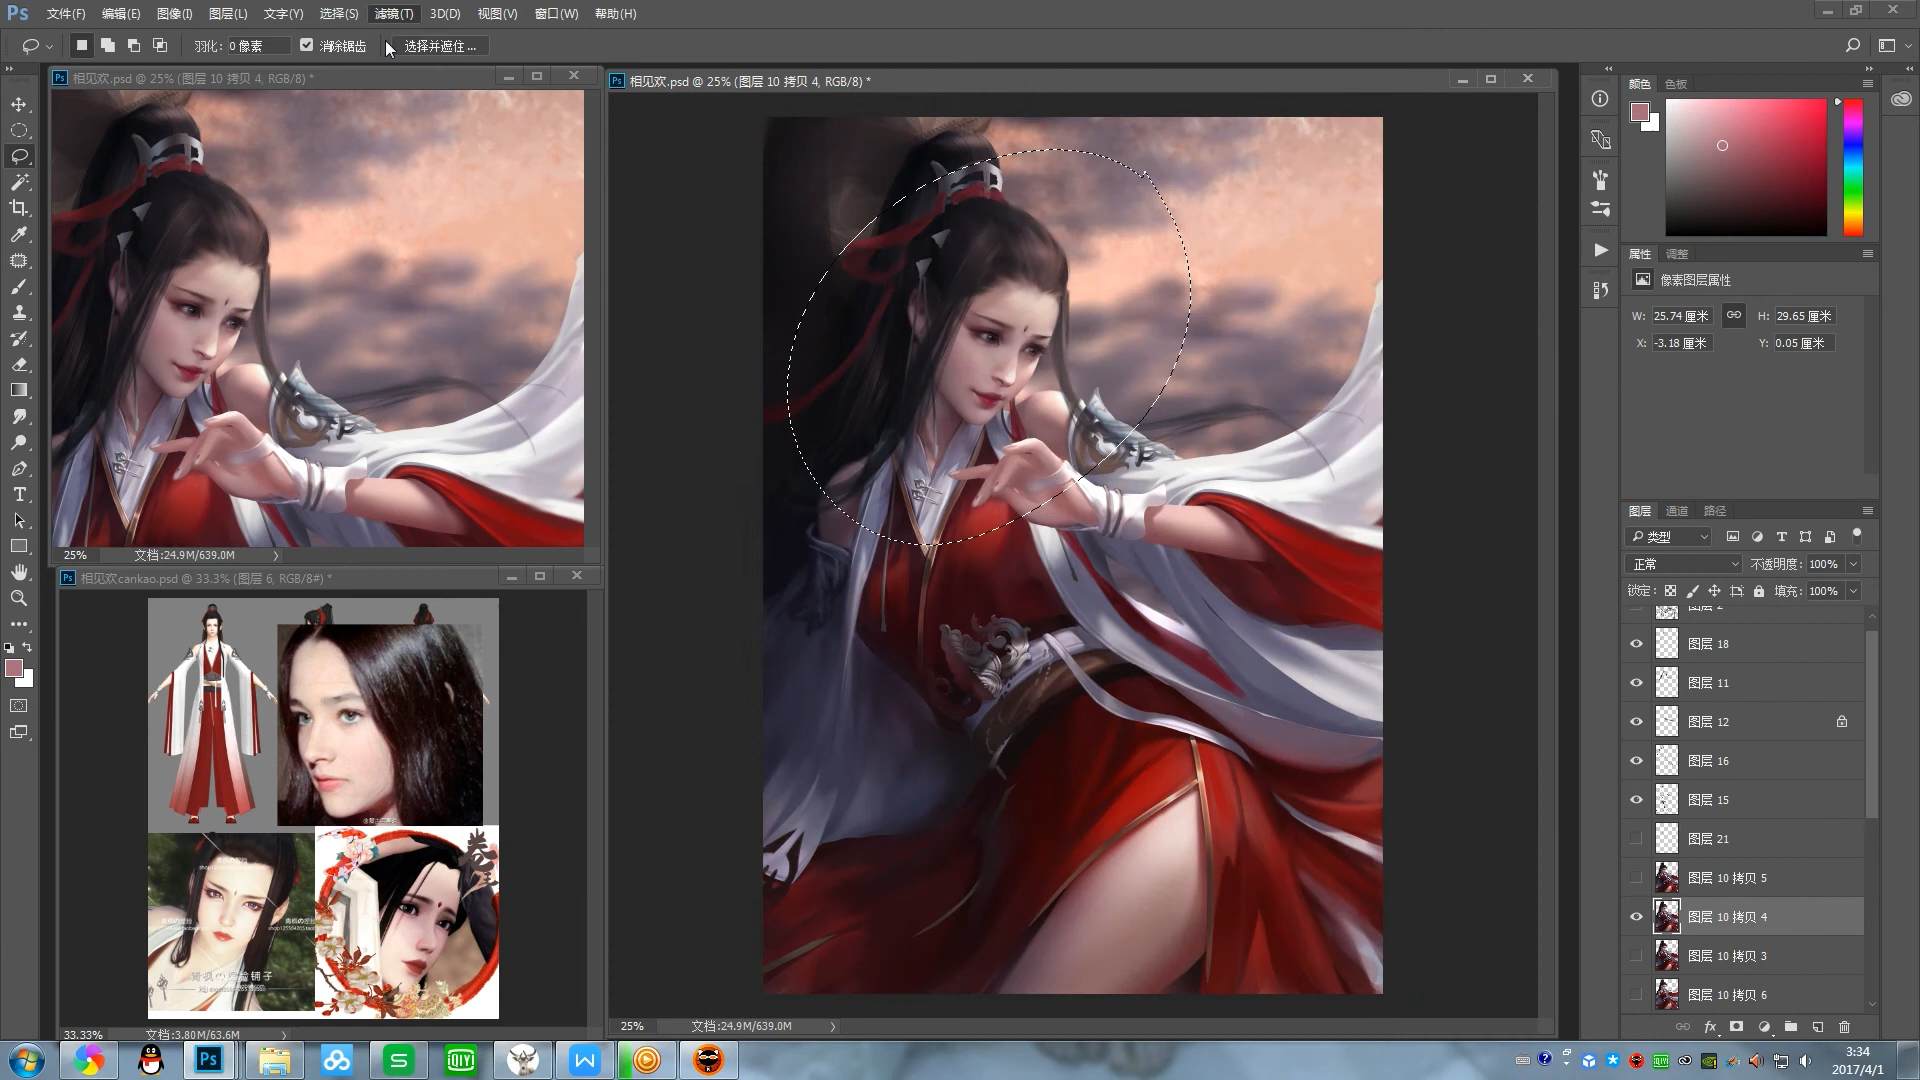 Ps 文件(F) 编辑(E) 图像(I) 图层(L) 文字(Y) 选择(S) 滤镜(T) 3D(D) 视图(V) 窗口(W) 帮助(H)
羽化: 0 像素 消除锯齿 选择并遮住 ...
相见欢.psd @ 25% (图层 10 拷贝 4, RGB/8) *
25% 文档:24.9M/639.0M
相见欢cankao.psd @ 33.3% (图层 6, RGB/8#) *
卷
33.33% 文档:3.80M/63.6M
相见欢.psd @ 25% (图层 10 拷贝 4, RGB/8) *
25% 文档:24.9M/639.0M
颜色 色板
属性 调整
像素图层属性
W: 25.74 厘米 H: 29.65 厘米
X: -3.18 厘米 Y: 0.05 厘米
图层 通道 路径
类型
正常 不透明度: 100%
锁定: 填充: 100%
图层 2
图层 18
图层 11
图层 12
图层 16
图层 15
图层 21
图层 10 拷贝 5
图层 10 拷贝 4
图层 10 拷贝 3
图层 10 拷贝 6
fx
Ps S QIYI W
3:34
2017/4/1